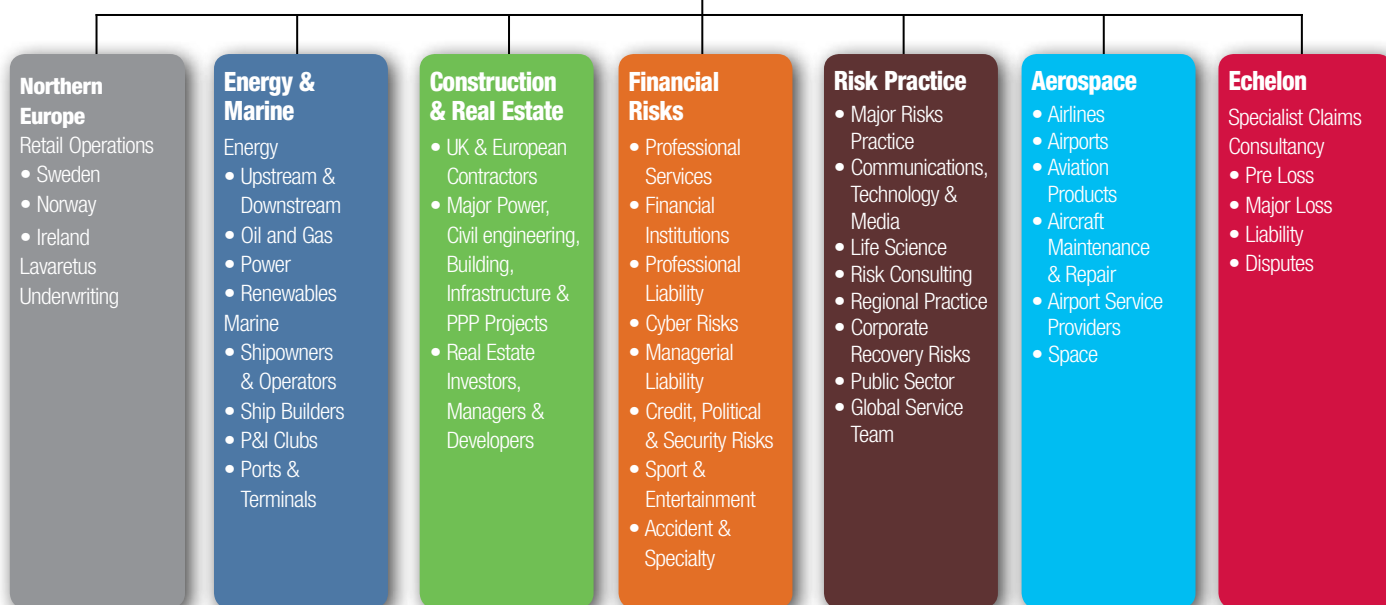 Northern
Europe
Retail Operations
• Sweden
• Norway
• Ireland
Lavaretus
Underwriting
Energy &
Marine
Energy
• Upstream &
Downstream
• Oil and Gas
• Power
• Renewables
Marine
• Shipowners
& Operators
• Ship Builders
• P&I Clubs
• Ports &
Terminals
Construction
& Real Estate
• UK & European
Contractors
• Major Power,
Civil engineering,
Building,
Infrastructure &
PPP Projects
• Real Estate
Investors,
Managers &
Developers
Financial
Risks
• Professional
Services
• Financial
Institutions
• Professional
Liability
• Cyber Risks
• Managerial
Liability
• Credit, Political
& Security Risks
• Sport &
Entertainment
• Accident &
Specialty
Risk Practice
• Major Risks
Practice
• Communications,
Technology &
Media
• Life Science
• Risk Consulting
• Regional Practice
• Corporate
Recovery Risks
• Public Sector
• Global Service
Team
Aerospace
• Airlines
• Airports
• Aviation
Products
• Aircraft
Maintenance
& Repair
• Airport Service
Providers
• Space
Echelon
Specialist Claims
Consultancy
• Pre Loss
• Major Loss
• Liability
• Disputes